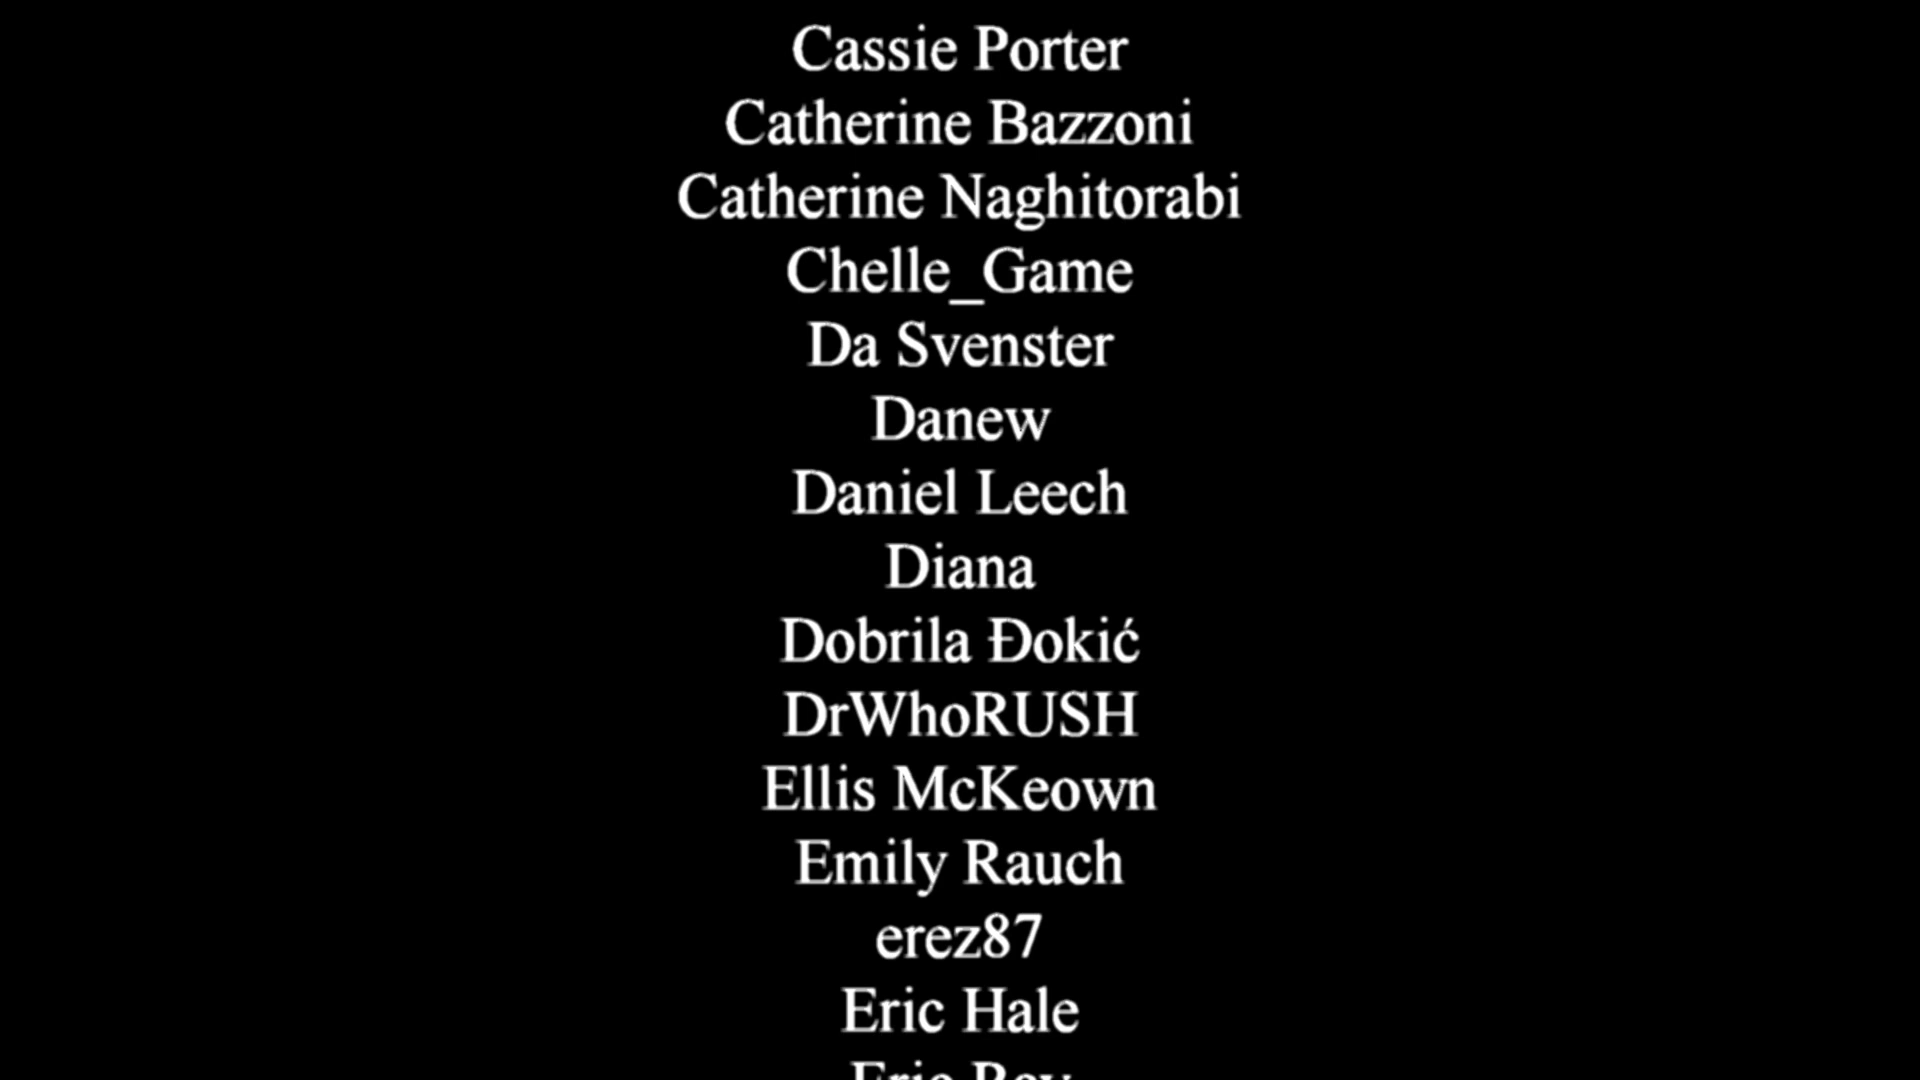 Cassie Porter
Catherine Bazzoni
Catherine Naghitorabi
Chelle_Game
Da Svenster
Danew
Daniel Leech
Diana
Dobrila Đokić
DrWhoRUSH
Ellis McKeown
Emily Rauch
erez87
Eric Hale